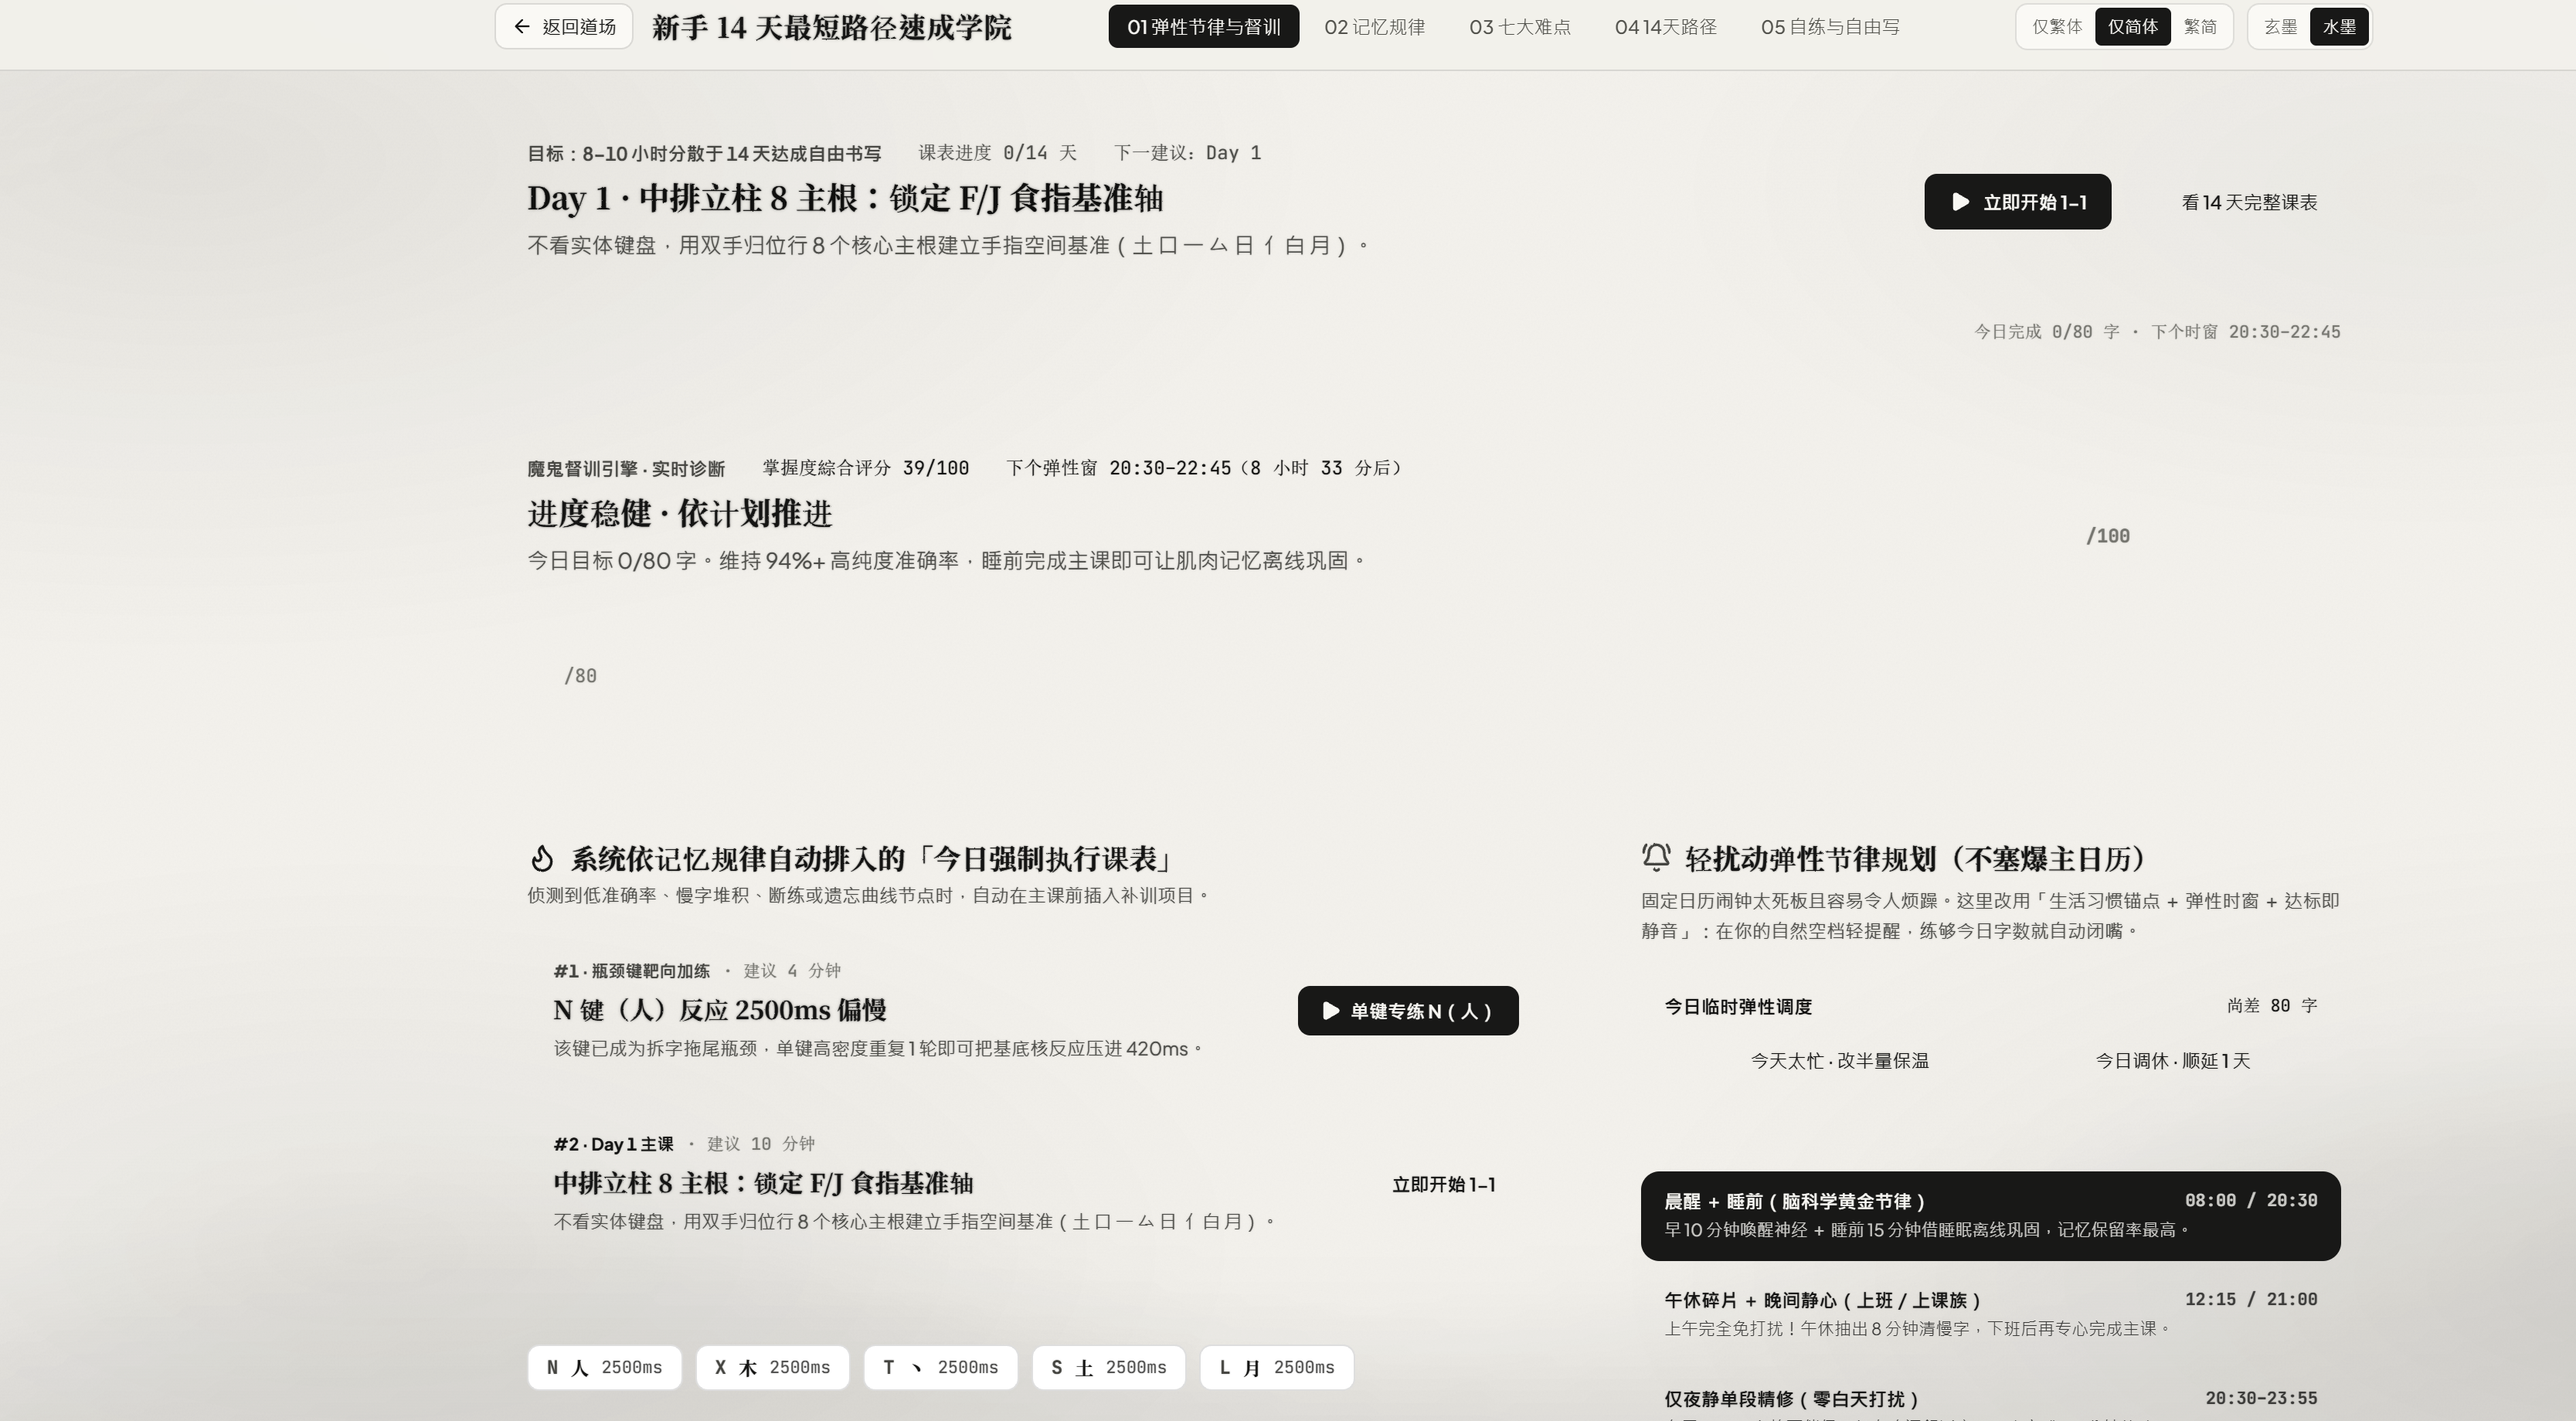 返回道场
新手 14 天最短路径速成学院
01 弹性节律与督训
02 记忆规律
03 七大难点
04 14天路径
05 自练与自由写
仅繁体
仅简体
繁简
玄墨
水墨
目标：8–10 小时分散于 14 天达成自由书写 课表进度 0/14 天 下一建议: Day 1
Day 1 · 中排立柱 8 主根：锁定 F/J 食指基准轴
不看实体键盘，用双手归位行 8 个核心主根建立手指空间基准（土口一厶日亻白月）。
立即开始 1–1
看 14 天完整课表
今日完成 0/80 字 · 下个时窗 20:30–22:45
魔鬼督训引擎 · 实时诊断 掌握度綜合评分 39/100 下个弹性窗 20:30–22:45（8 小时 33 分后）
进度稳健 · 依计划推进
今日目标 0/80 字。维持 94%+ 高纯度准确率，睡前完成主课即可让肌肉记忆离线巩固。
/100
/80
系统依记忆规律自动排入的「今日强制执行课表」
侦测到低准确率、慢字堆积、断练或遗忘曲线节点时，自动在主课前插入补训项目。
#1 · 瓶颈键靶向加练 · 建议 4 分钟
N 键（人）反应 2500ms 偏慢
该键已成为拆字拖尾瓶颈，单键高密度重复 1 轮即可把基底核反应压进 420ms。
单键专练 N（人）
#2 · Day 1 主课 · 建议 10 分钟
中排立柱 8 主根：锁定 F/J 食指基准轴
不看实体键盘，用双手归位行 8 个核心主根建立手指空间基准（土口一厶日亻白月）。
立即开始 1–1
N 人 2500ms
X 木 2500ms
T 丶 2500ms
S 土 2500ms
L 月 2500ms
轻扰动弹性节律规划（不塞爆主日历）
固定日历闹钟太死板且容易令人烦躁。这里改用「生活习惯锚点 + 弹性时窗 + 达标即
静音」：在你的自然空档轻提醒，练够今日字数就自动闭嘴。
今日临时弹性调度
尚差 80 字
今天太忙 · 改半量保温
今日调休 · 顺延 1 天
晨醒 + 睡前（脑科学黄金节律） 08:00 / 20:30
早 10 分钟唤醒神经 + 睡前 15 分钟借睡眠离线巩固，记忆保留率最高。
午休碎片 + 晚间静心（上班 / 上课族） 12:15 / 21:00
上午完全免打扰！午休抽出 8 分钟清慢字，下班后再专心完成主课。
仅夜静单段精修（零白天打扰） 20:30–23:55